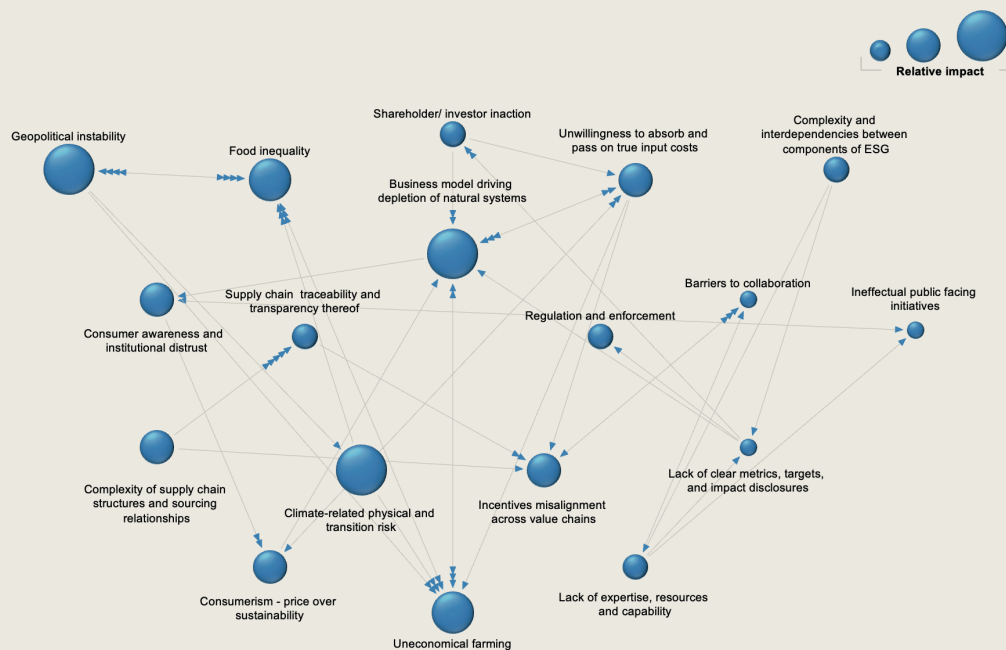 Relative impact
Shareholder/ investor inaction
Complexity and
interdependencies between
components of ESG
Geopolitical instability
Food inequality
Unwillingness to absorb and
pass on true input costs
Business model driving
depletion of natural systems
Barriers to collaboration
Ineffectual public facing
initiatives
Supply chain  traceability and
transparency thereof
Regulation and enforcement
Consumer awareness and
institutional distrust
Complexity of supply chain
structures and sourcing
relationships
Climate-related physical and
transition risk
Incentives misalignment
across value chains
Lack of clear metrics, targets,
and impact disclosures
Consumerism - price over
sustainability
Lack of expertise, resources
and capability
Uneconomical farming